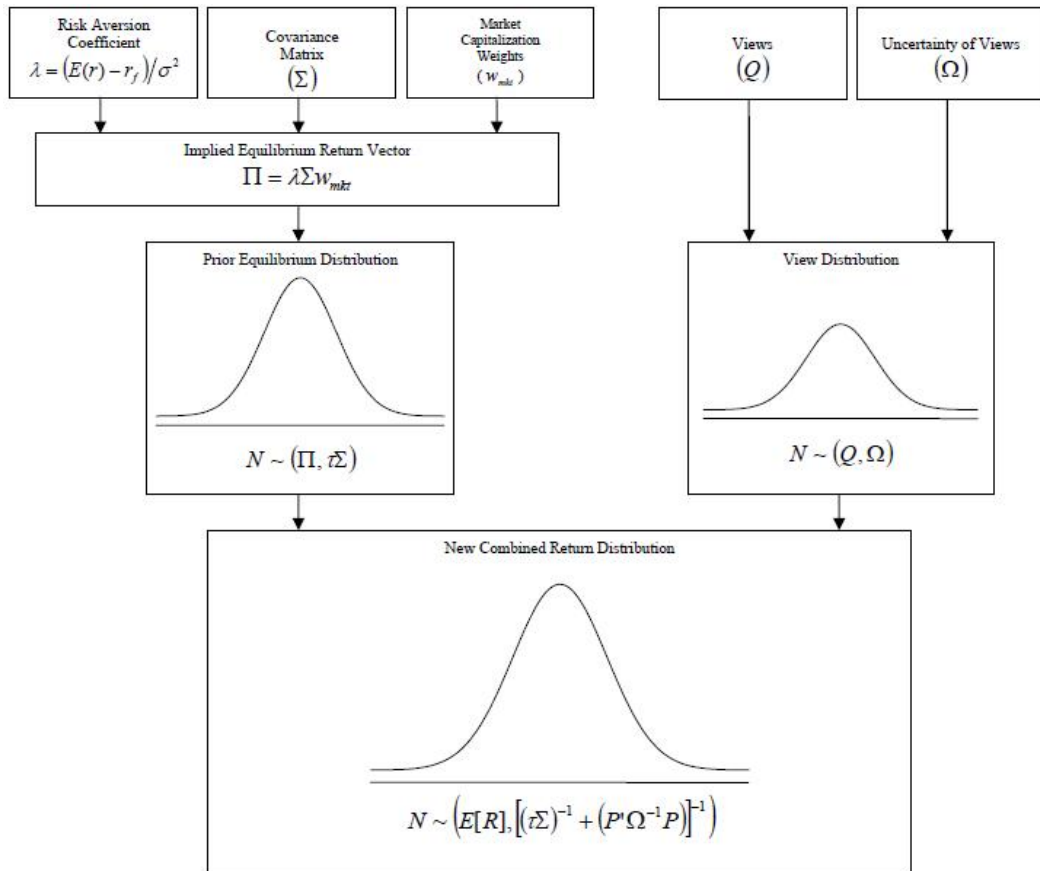 Risk Aversion
Coefficient
λ = (E(r) − r_f)/σ²
Covariance
Matrix
(Σ)
Market
Capitalization
Weights
(w_mkt)
Views
(Q)
Uncertainty of Views
(Ω)
Implied Equilibrium Return Vector
Π = λΣw_mkt
Prior Equilibrium Distribution
N ~ (Π, τΣ)
View Distribution
N ~ (Q, Ω)
New Combined Return Distribution
N ~ (E[R], [(τΣ)⁻¹ + (P'Ω⁻¹P)]⁻¹)